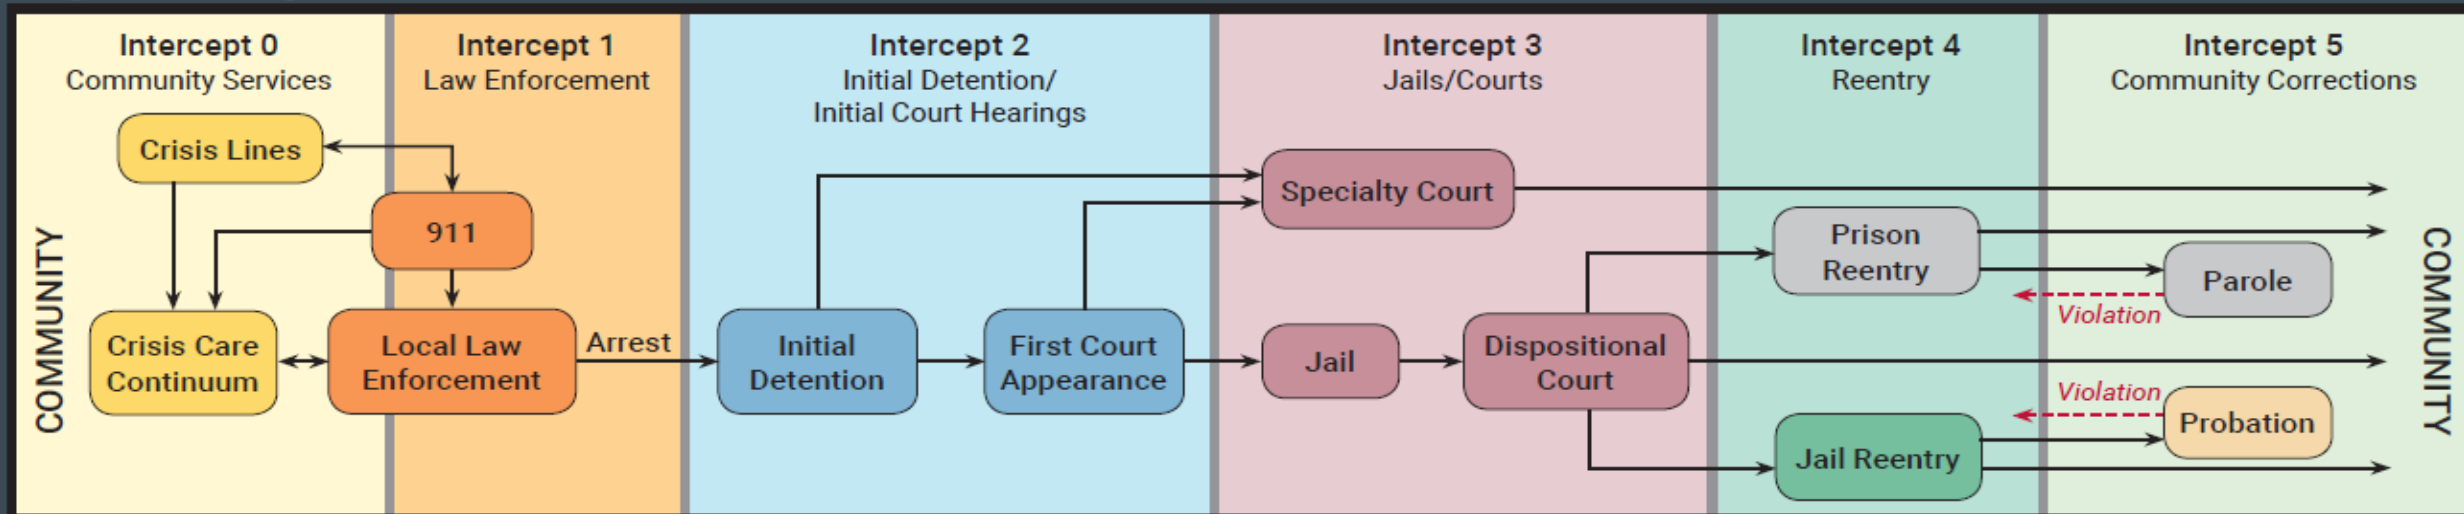 Intercept 0
Community Services
Intercept 1
Law Enforcement
Intercept 2
Initial Detention/
Initial Court Hearings
Intercept 3
Jails/Courts
Intercept 4
Reentry
Intercept 5
Community Corrections
COMMUNITY
Crisis Lines
911
Crisis Care
Continuum
Local Law
Enforcement
Arrest
Initial
Detention
First Court
Appearance
Specialty Court
Jail
Dispositional
Court
Prison
Reentry
Jail Reentry
Parole
Violation
Violation
Probation
COMMUNITY